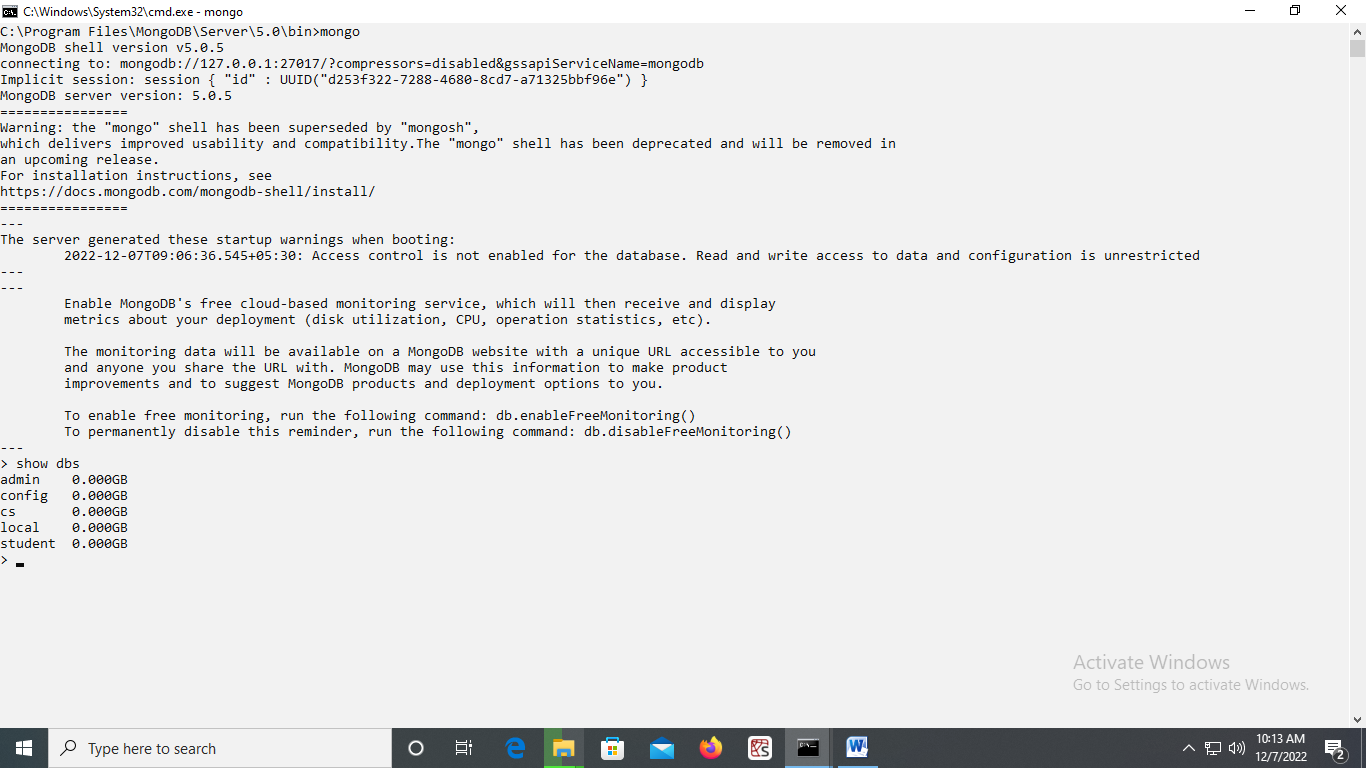 C:\Windows\System32\cmd.exe - mongo
C:\Program Files\MongoDB\Server\5.0\bin>mongo
MongoDB shell version v5.0.5
connecting to: mongodb://127.0.0.1:27017/?compressors=disabled&gssapiServiceName=mongodb
Implicit session: session { "id" : UUID("d253f322-7288-4680-8cd7-a71325bbf96e") }
MongoDB server version: 5.0.5
================
Warning: the "mongo" shell has been superseded by "mongosh",
which delivers improved usability and compatibility.The "mongo" shell has been deprecated and will be removed in
an upcoming release.
For installation instructions, see
https://docs.mongodb.com/mongodb-shell/install/
================
---
The server generated these startup warnings when booting:
        2022-12-07T09:06:36.545+05:30: Access control is not enabled for the database. Read and write access to data and configuration is unrestricted
---
---
        Enable MongoDB's free cloud-based monitoring service, which will then receive and display
        metrics about your deployment (disk utilization, CPU, operation statistics, etc).

        The monitoring data will be available on a MongoDB website with a unique URL accessible to you
        and anyone you share the URL with. MongoDB may use this information to make product
        improvements and to suggest MongoDB products and deployment options to you.

        To enable free monitoring, run the following command: db.enableFreeMonitoring()
        To permanently disable this reminder, run the following command: db.disableFreeMonitoring()
---
> show dbs
admin    0.000GB
config   0.000GB
cs       0.000GB
local    0.000GB
student  0.000GB
>
Activate Windows
Go to Settings to activate Windows.
Type here to search
10:13 AM
12/7/2022
2